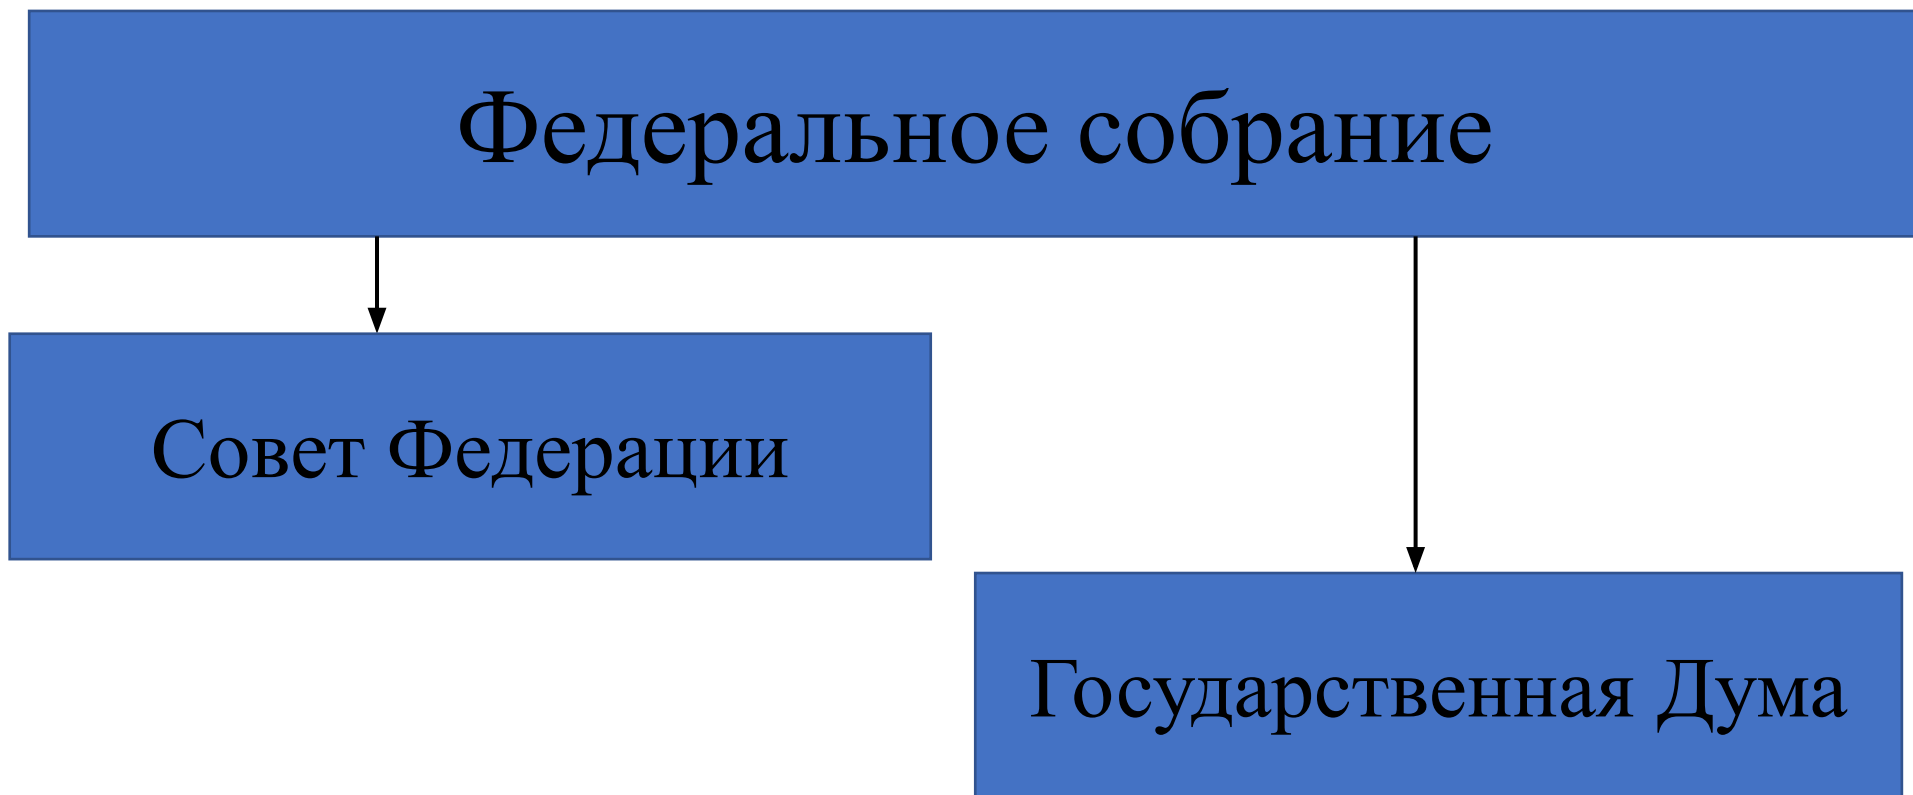 Федеральное собрание
Совет Федерации
Государственная Дума